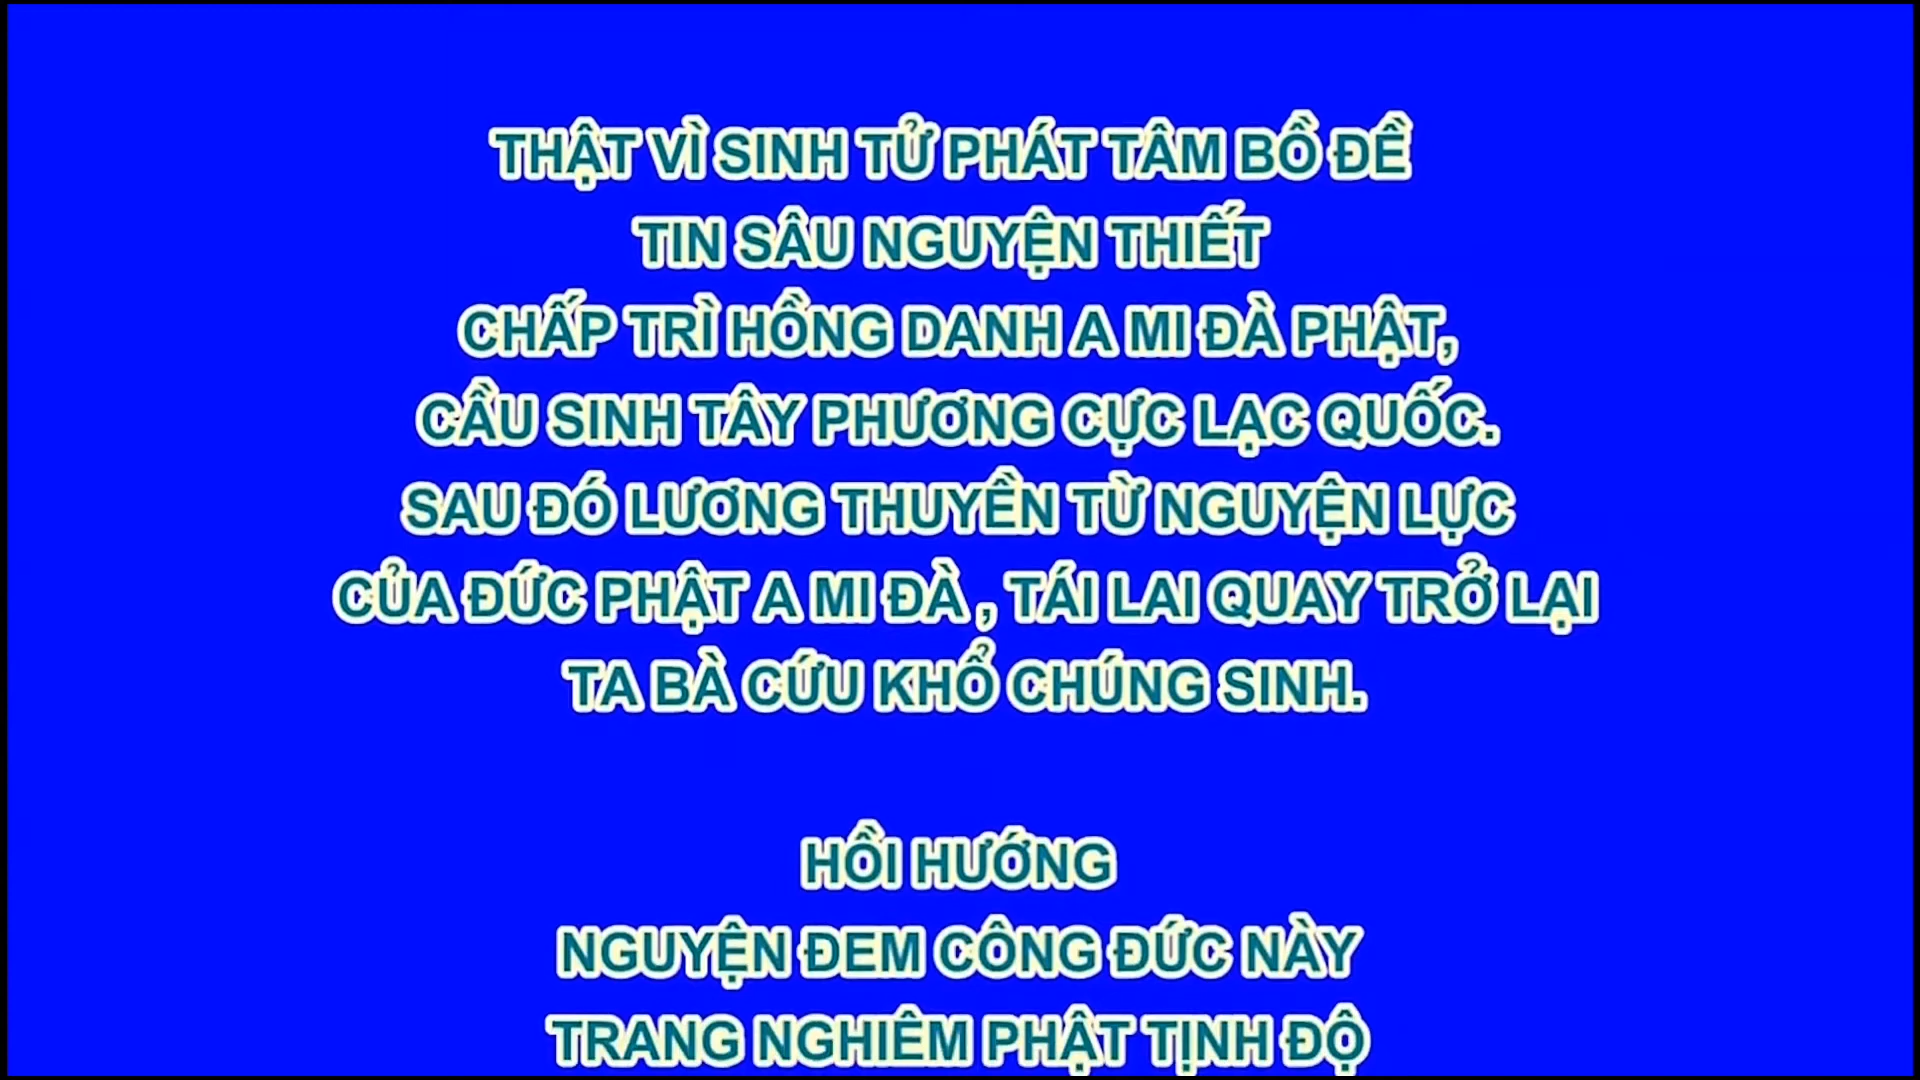 THẬT VÌ SINH TỬ PHÁT TÂM BỒ ĐỀ
TIN SÂU NGUYỆN THIẾT
CHẤP TRÌ HỒNG DANH A MI ĐÀ PHẬT,
CẦU SINH TÂY PHƯƠNG CỰC LẠC QUỐC.
SAU ĐÓ LƯƠNG THUYỀN TỪ NGUYỆN LỰC
CỦA ĐỨC PHẬT A MI ĐÀ , TÁI LAI QUAY TRỞ LẠI
TA BÀ CỨU KHỔ CHÚNG SINH.
HỒI HƯỚNG
NGUYỆN ĐEM CÔNG ĐỨC NÀY
TRANG NGHIÊM PHẬT TỊNH ĐỘ